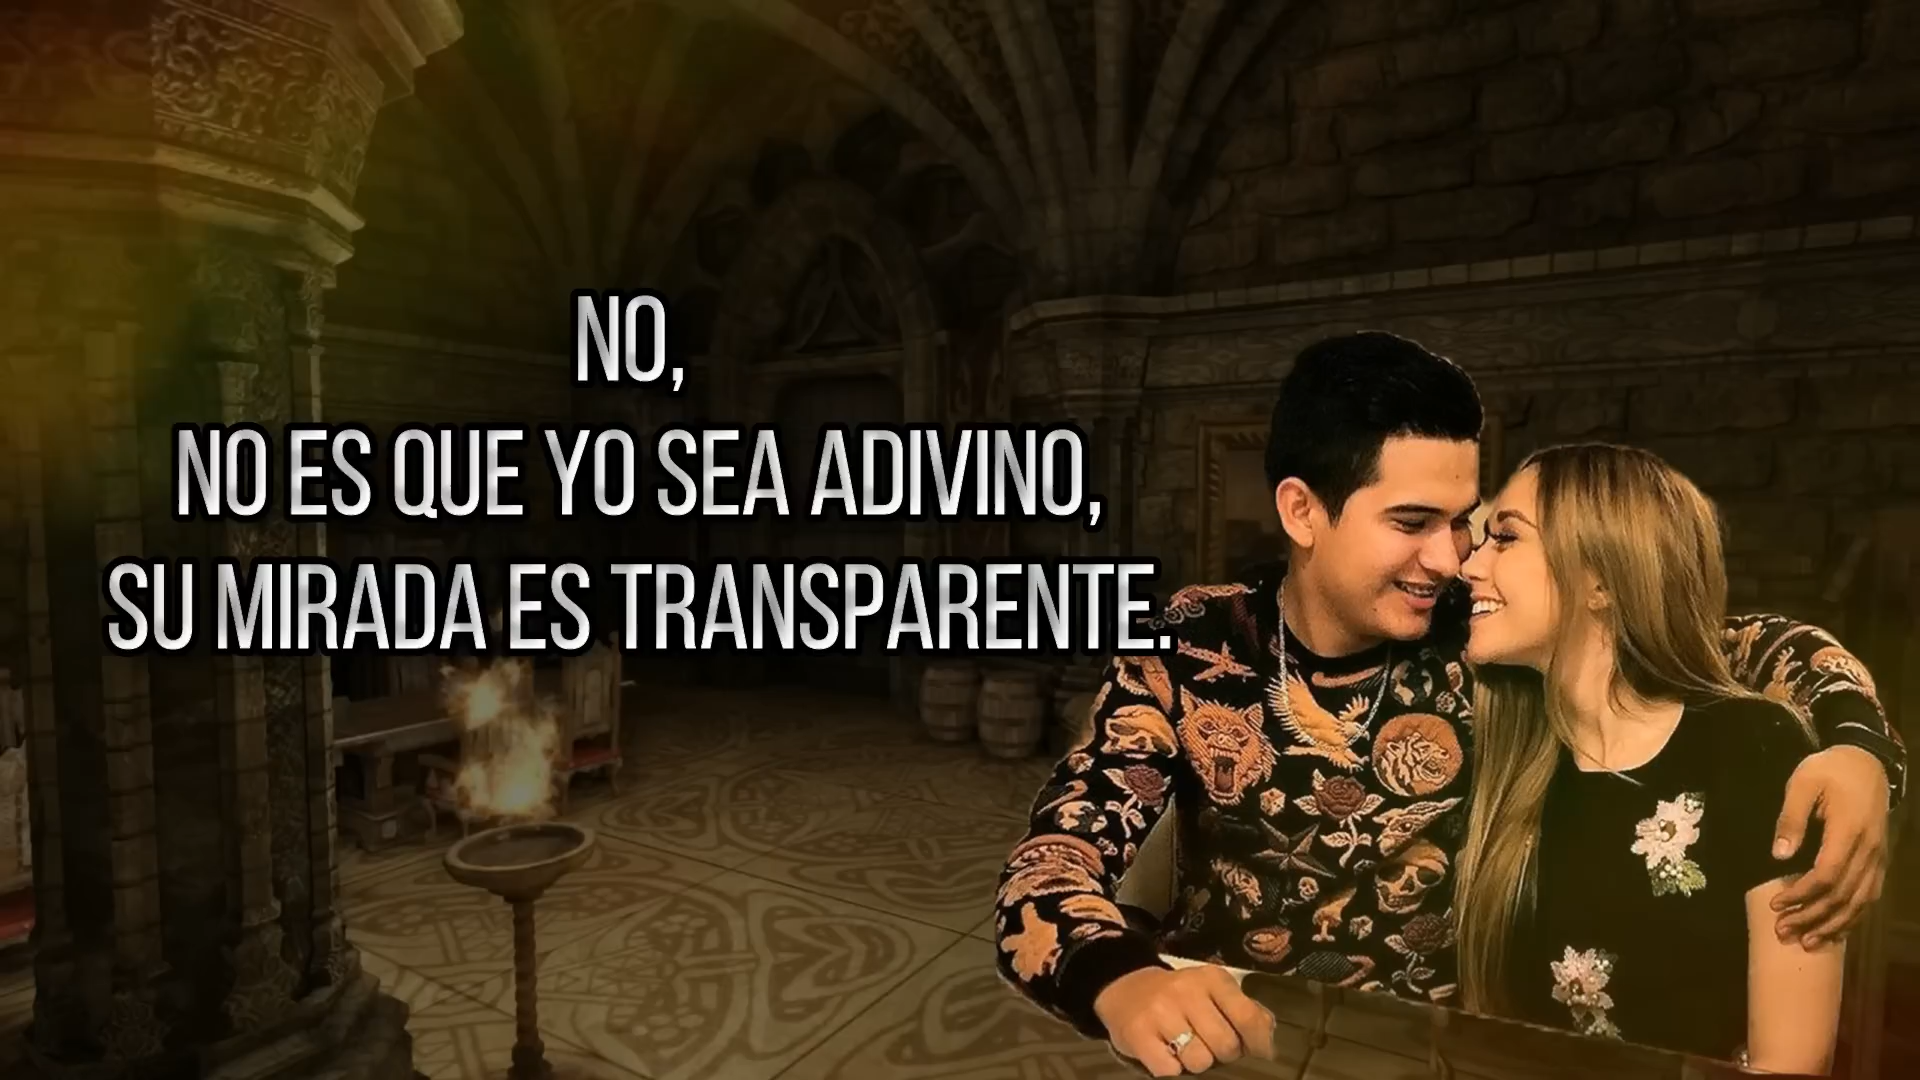 NO,
NO ES QUE YO SEA ADIVINO,
SU MIRADA ES TRANSPARENTE.